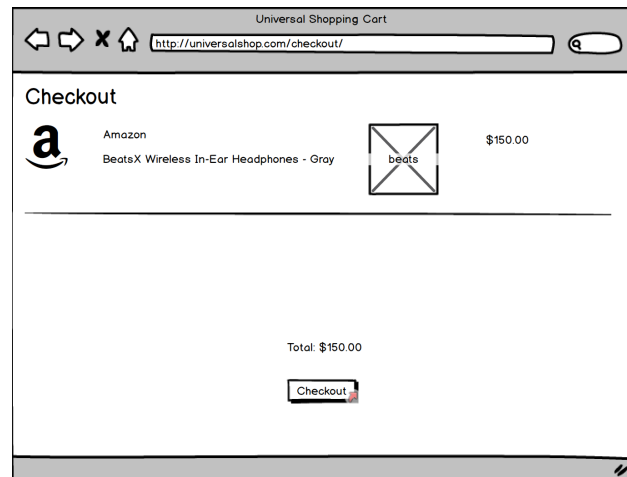 Universal Shopping Cart
http://universalshop.com/checkout/
Checkout
a
Amazon
BeatsX Wireless In-Ear Headphones - Gray
beats
$150.00
Total: $150.00
Checkout